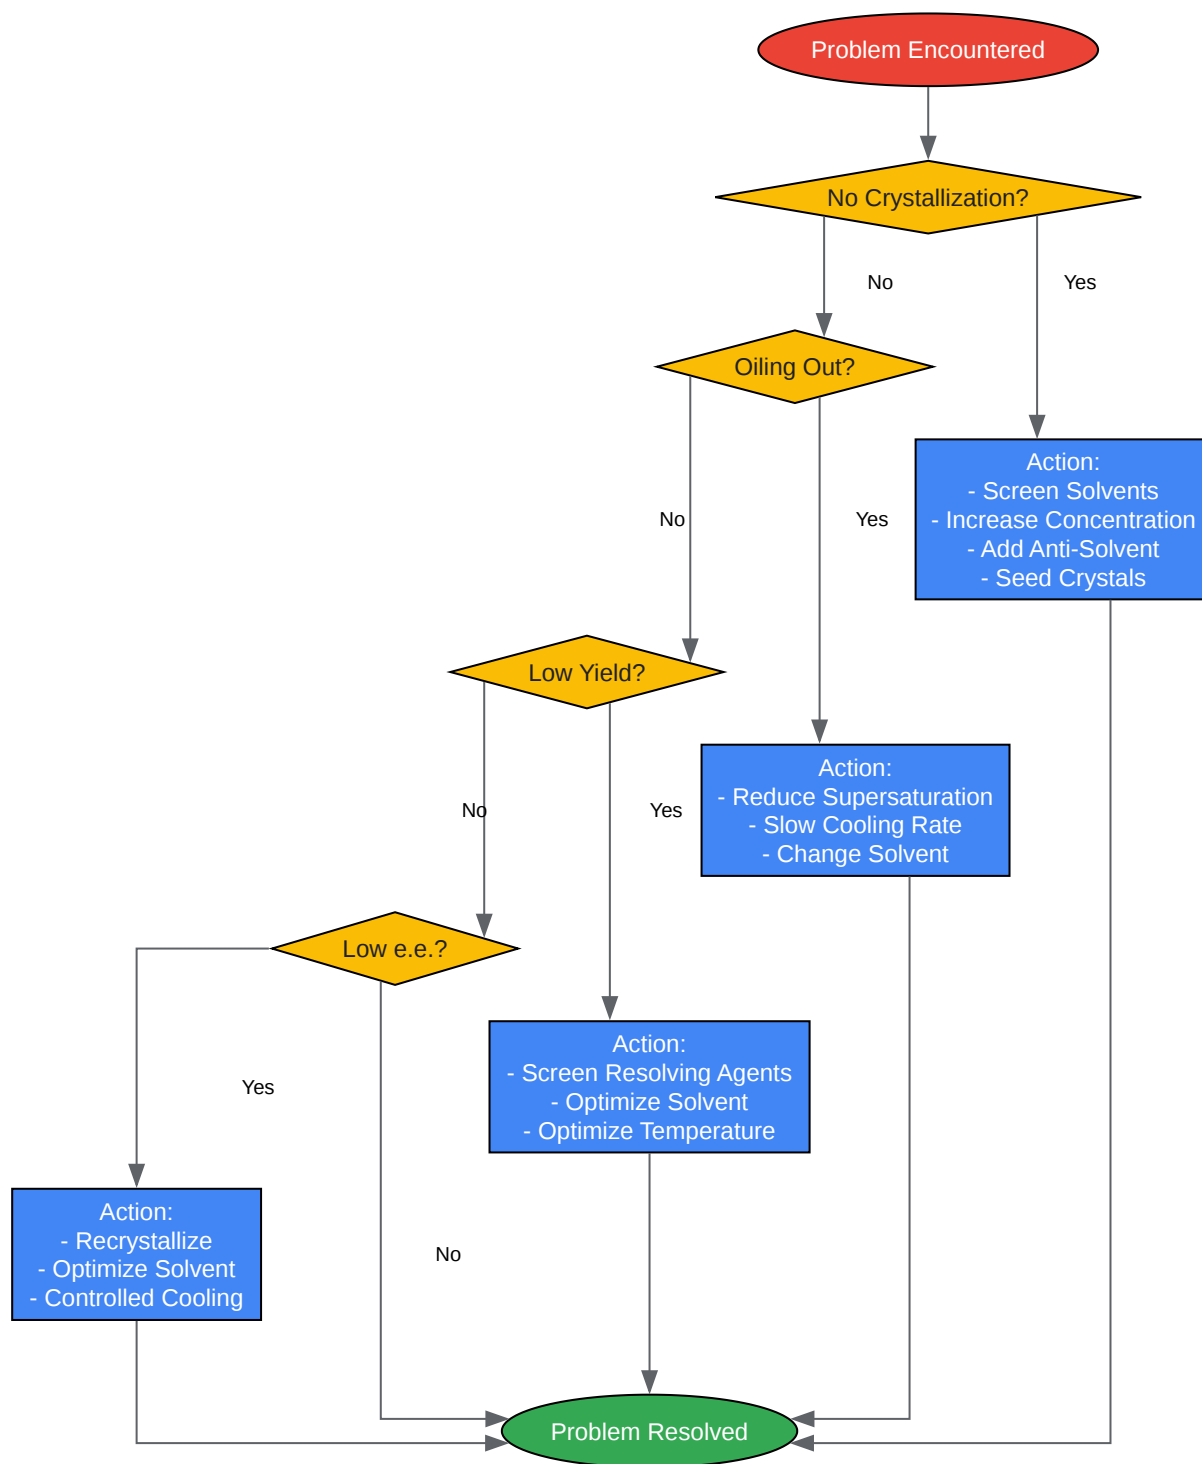 Problem Encountered
No Crystallization?
No
Yes
Oiling Out?
Action:
- Screen Solvents
- Increase Concentration
- Add Anti-Solvent
- Seed Crystals
No
Yes
Low Yield?
Action:
- Reduce Supersaturation
- Slow Cooling Rate
- Change Solvent
No
Yes
Low e.e.?
Action:
- Screen Resolving Agents
- Optimize Solvent
- Optimize Temperature
Yes
Action:
- Recrystallize
- Optimize Solvent
- Controlled Cooling
No
Problem Resolved